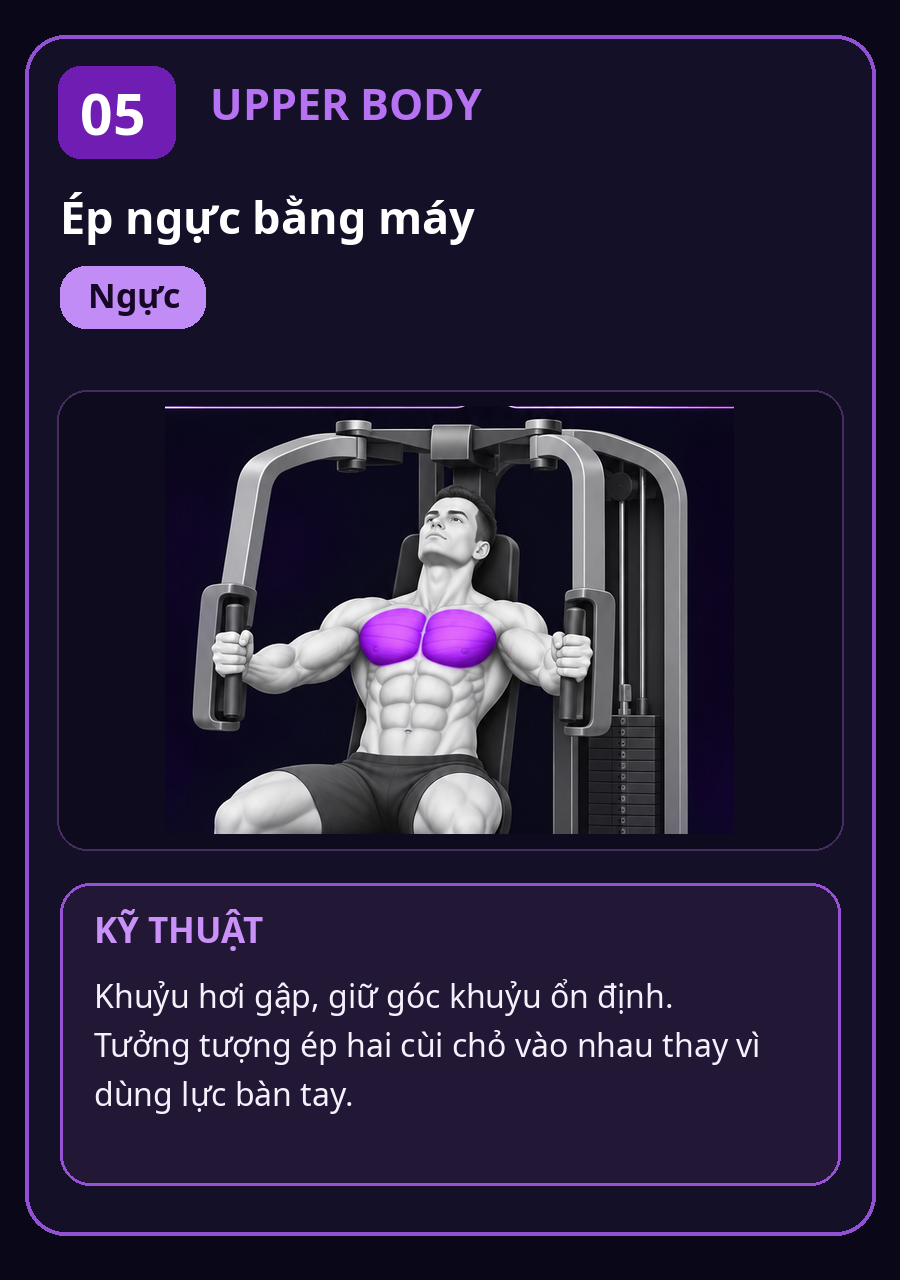 05
UPPER BODY
Ép ngực bằng máy
Ngực
KỸ THUẬT
Khuỷu hơi gập, giữ góc khuỷu ổn định.
Tưởng tượng ép hai cùi chỏ vào nhau thay vì
dùng lực bàn tay.